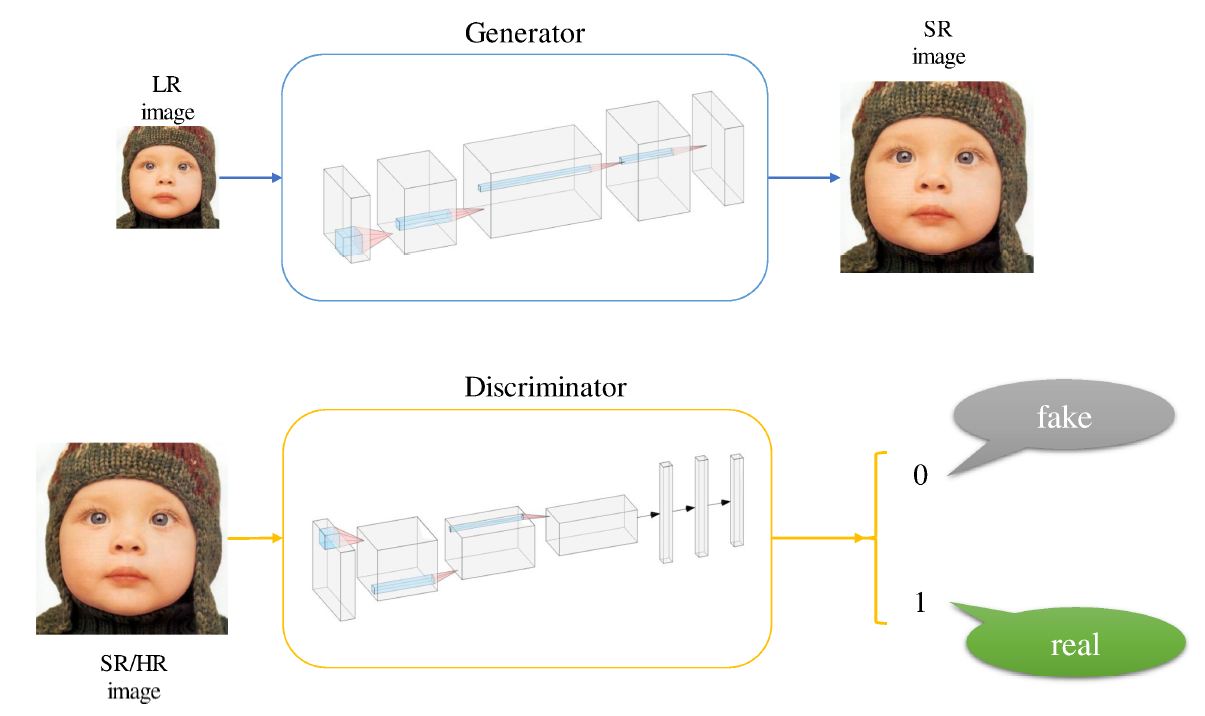 Generator
SR
image
LR
image
Discriminator
fake
0
1
real
SR/HR
image